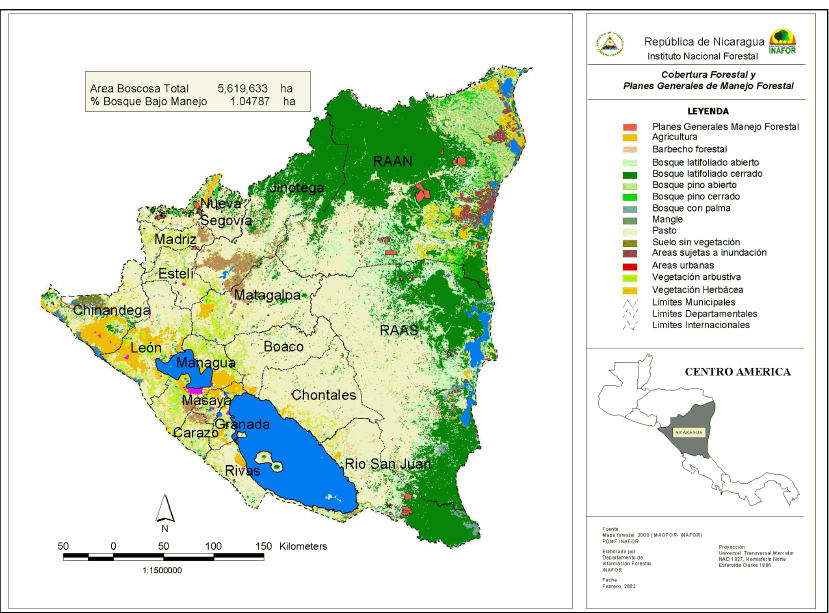 Area Boscosa Total 5,619,633 ha
% Bosque Bajo Manejo 1.04787 ha
RAAN
Jinotega
Nueva
Segovia
Madriz
Estelí
Matagalpa
Chinandega
RAAS
León
Boaco
Managua
Chontales
Masaya
Granada
Carazo
Rivas
Rio San Juan
N
50 0 50 100 150 Kilometers
1:1500000
República de Nicaragua
Instituto Nacional Forestal
INAFOR
Cobertura Forestal y
Planes Generales de Manejo Forestal
LEYENDA
Planes Generales Manejo Forestal
Agricultura
Barbecho forestal
Bosque latifoliado abierto
Bosque latifoliado cerrado
Bosque pino abierto
Bosque pino cerrado
Bosque con palma
Mangle
Pasto
Suelo sin vegetación
Areas sujetas a inundación
Areas urbanas
Vegetación arbustiva
Vegetación Herbácea
Limites Municipales
Limites Departamentales
Limites Internacionales
CENTRO AMERICA
NICARAGUA
Fuente
Mapa forestal 2000 (MAGFOR- INAFOR)
PGMF INAFOR
Elaborado por
Departamento de
Información Forestal
INAFOR
Fecha
Febrero, 2002
Proyección
Universal Transversal Mercator
NAD 1927, Hemisferio Norte
Esferoide Clarke 1866